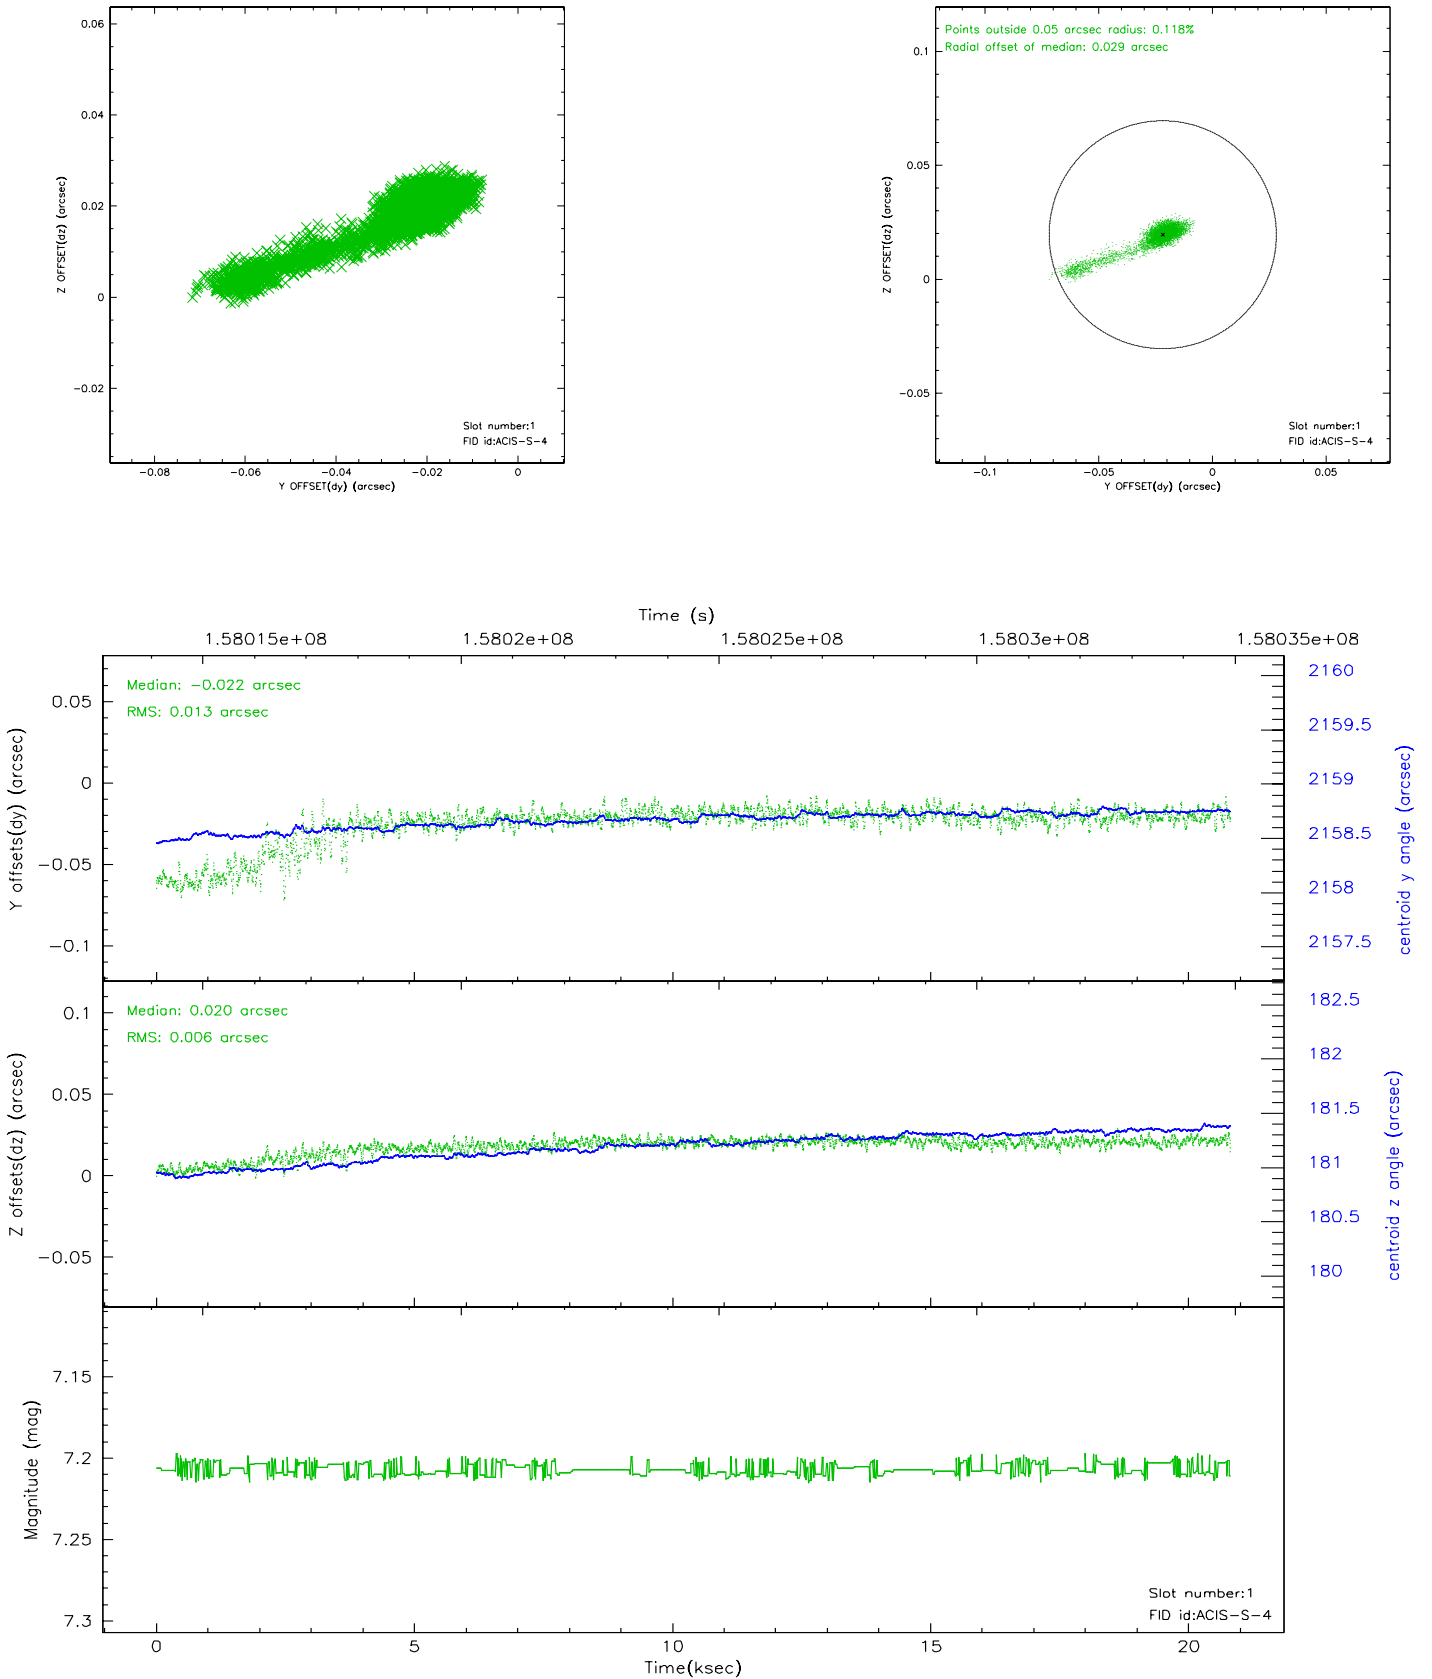 0.06
0.04
0.02
0
-0.02
Z OFFSET(dz) (arcsec)
Slot number:1
FID id:ACIS-S-4
-0.08 -0.06 -0.04 -0.02 0
Y OFFSET(dy) (arcsec)
Points outside 0.05 arcsec radius: 0.118%
Radial offset of median: 0.029 arcsec
0.1
0.05
0
-0.05
Z OFFSET(dz) (arcsec)
Slot number:1
FID id:ACIS-S-4
-0.1 -0.05 0 0.05
Y OFFSET(dy) (arcsec)
Time (s)
1.58015e+08 1.5802e+08 1.58025e+08 1.5803e+08 1.58035e+08
Median: -0.022 arcsec
RMS: 0.013 arcsec
0.05
0
-0.05
-0.1
Y offsets(dy) (arcsec)
2160
2159.5
2159
2158.5
2158
2157.5
centroid y angle (arcsec)
Median: 0.020 arcsec
RMS: 0.006 arcsec
0.1
0.05
0
-0.05
Z offsets(dz) (arcsec)
182.5
182
181.5
181
180.5
180
centroid z angle (arcsec)
7.15
7.2
7.25
7.3
Magnitude (mag)
Slot number:1
FID id:ACIS-S-4
0 5 10 15 20
Time(ksec)